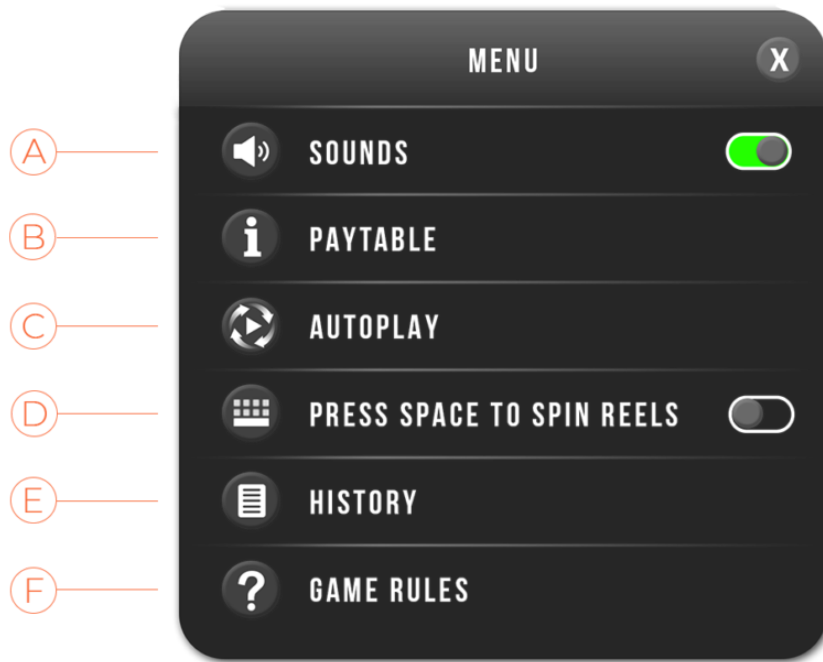 MENU X
A SOUNDS
B PAYTABLE
C AUTOPLAY
D PRESS SPACE TO SPIN REELS
E HISTORY
F GAME RULES